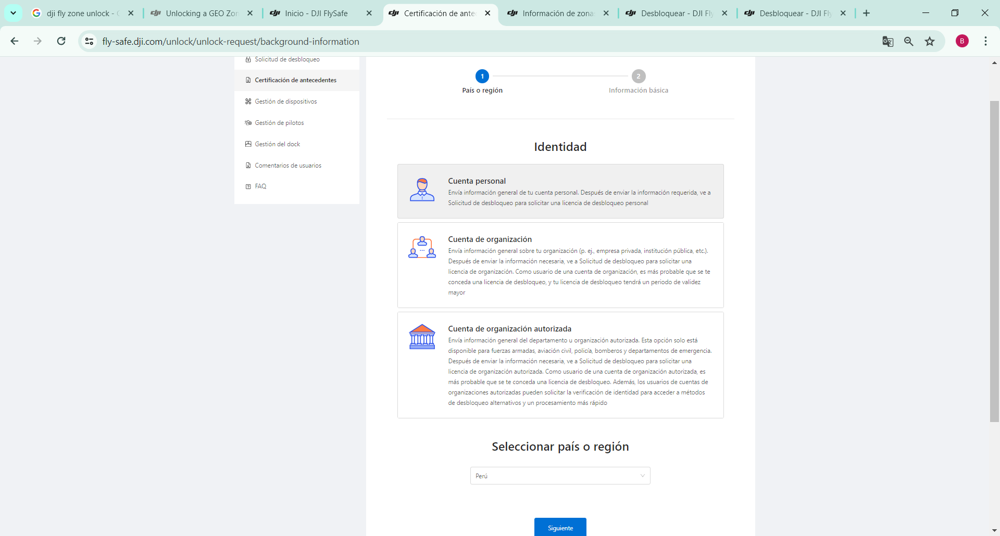 dji fly zone unlock -
Unlocking a GEO Zon
dji
Inicio - DJI FlySafe
dji
Certificación de ante
dji
Información de zona
dji
Desbloquear - DJI Fl
dji
Desbloquear - DJI Fl
fly-safe.dji.com/unlock/unlock-request/background-information
B
Solicitud de desbloqueo
Certificación de antecedentes
Gestión de dispositivos
Gestión de pilotos
Gestión del dock
Comentarios de usuarios
FAQ
1
2
País o región
Información básica
Identidad
Cuenta personal
Envía información general de tu cuenta personal. Después de enviar la información requerida, ve a
Solicitud de desbloqueo para solicitar una licencia de desbloqueo personal
Cuenta de organización
Envía información general sobre tu organización (p. ej., empresa privada, institución pública, etc.).
Después de enviar la información necesaria, ve a Solicitud de desbloqueo para solicitar una
licencia de organización. Como usuario de una cuenta de organización, es más probable que se te
conceda una licencia de desbloqueo, y tu licencia de desbloqueo tendrá un periodo de validez
mayor
Cuenta de organización autorizada
Envía información general del departamento u organización autorizada. Esta opción solo está
disponible para fuerzas armadas, aviación civil, policía, bomberos y departamentos de emergencia.
Después de enviar la información necesaria, ve a Solicitud de desbloqueo para solicitar una
licencia de organización autorizada. Como usuario de una cuenta de organización autorizada, es
más probable que se te conceda una licencia de desbloqueo. Además, los usuarios de cuentas de
organizaciones autorizadas pueden solicitar la verificación de identidad para acceder a métodos
de desbloqueo alternativos y un procesamiento más rápido
Seleccionar país o región
Perú
Siguiente